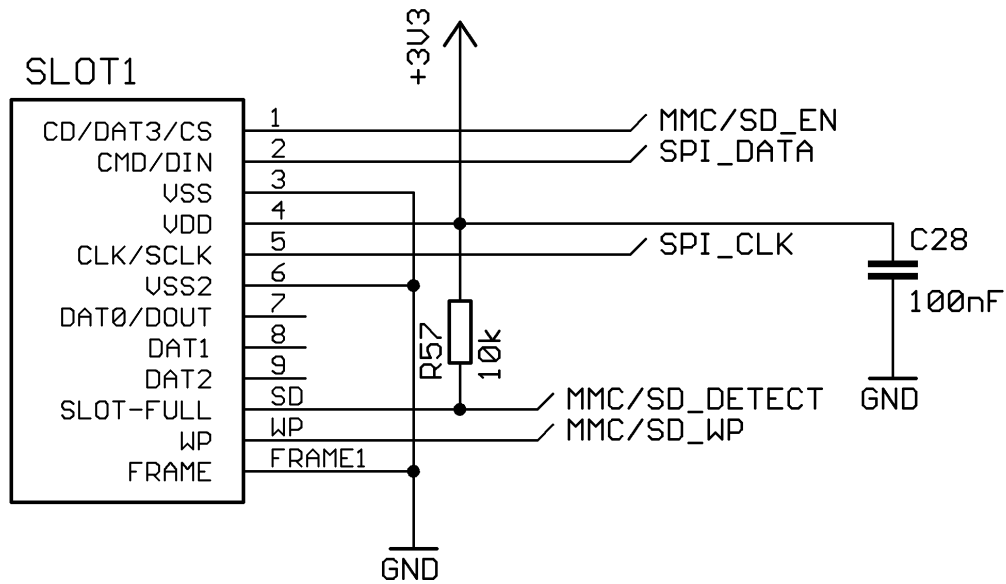 +3V3
SLOT1
CD/DAT3/CS 1 MMC/SD_EN
CMD/DIN 2 SPI_DATA
VSS 3
VDD 4
C28
CLK/SCLK 5 SPI_CLK
VSS2 6
100nF
DAT0/DOUT 7
DAT1 8
R57 10k
DAT2 9
SLOT-FULL SD MMC/SD_DETECT
GND
WP WP MMC/SD_WP
FRAME FRAME1
GND